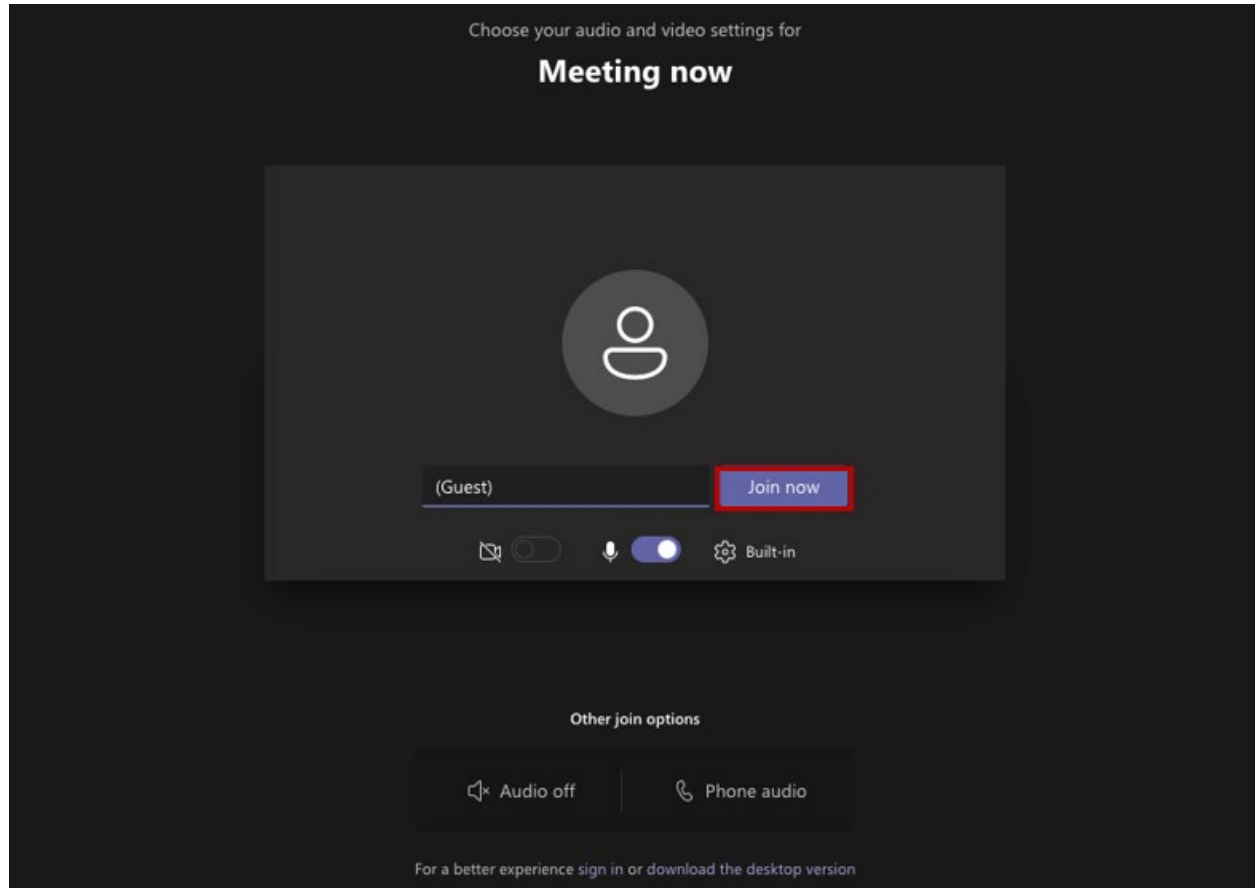 Choose your audio and video settings for
Meeting now
(Guest)
Join now
Built-in
Other join options
Audio off
Phone audio
For a better experience sign in or download the desktop version